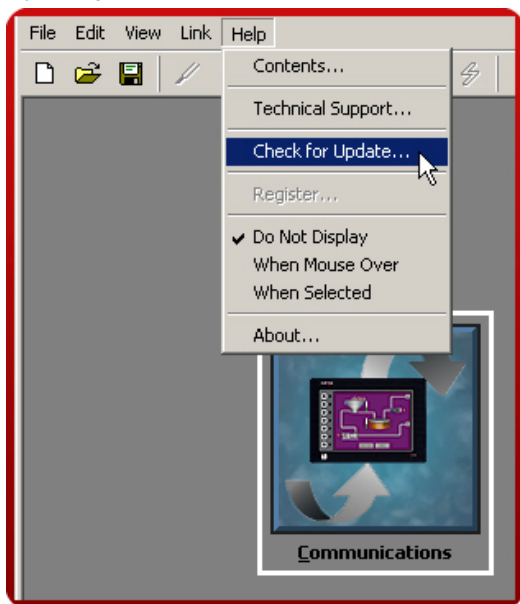 File Edit View Link Help
Contents...
Technical Support...
Check for Update...
Register...
Do Not Display
When Mouse Over
When Selected
About...
Communications